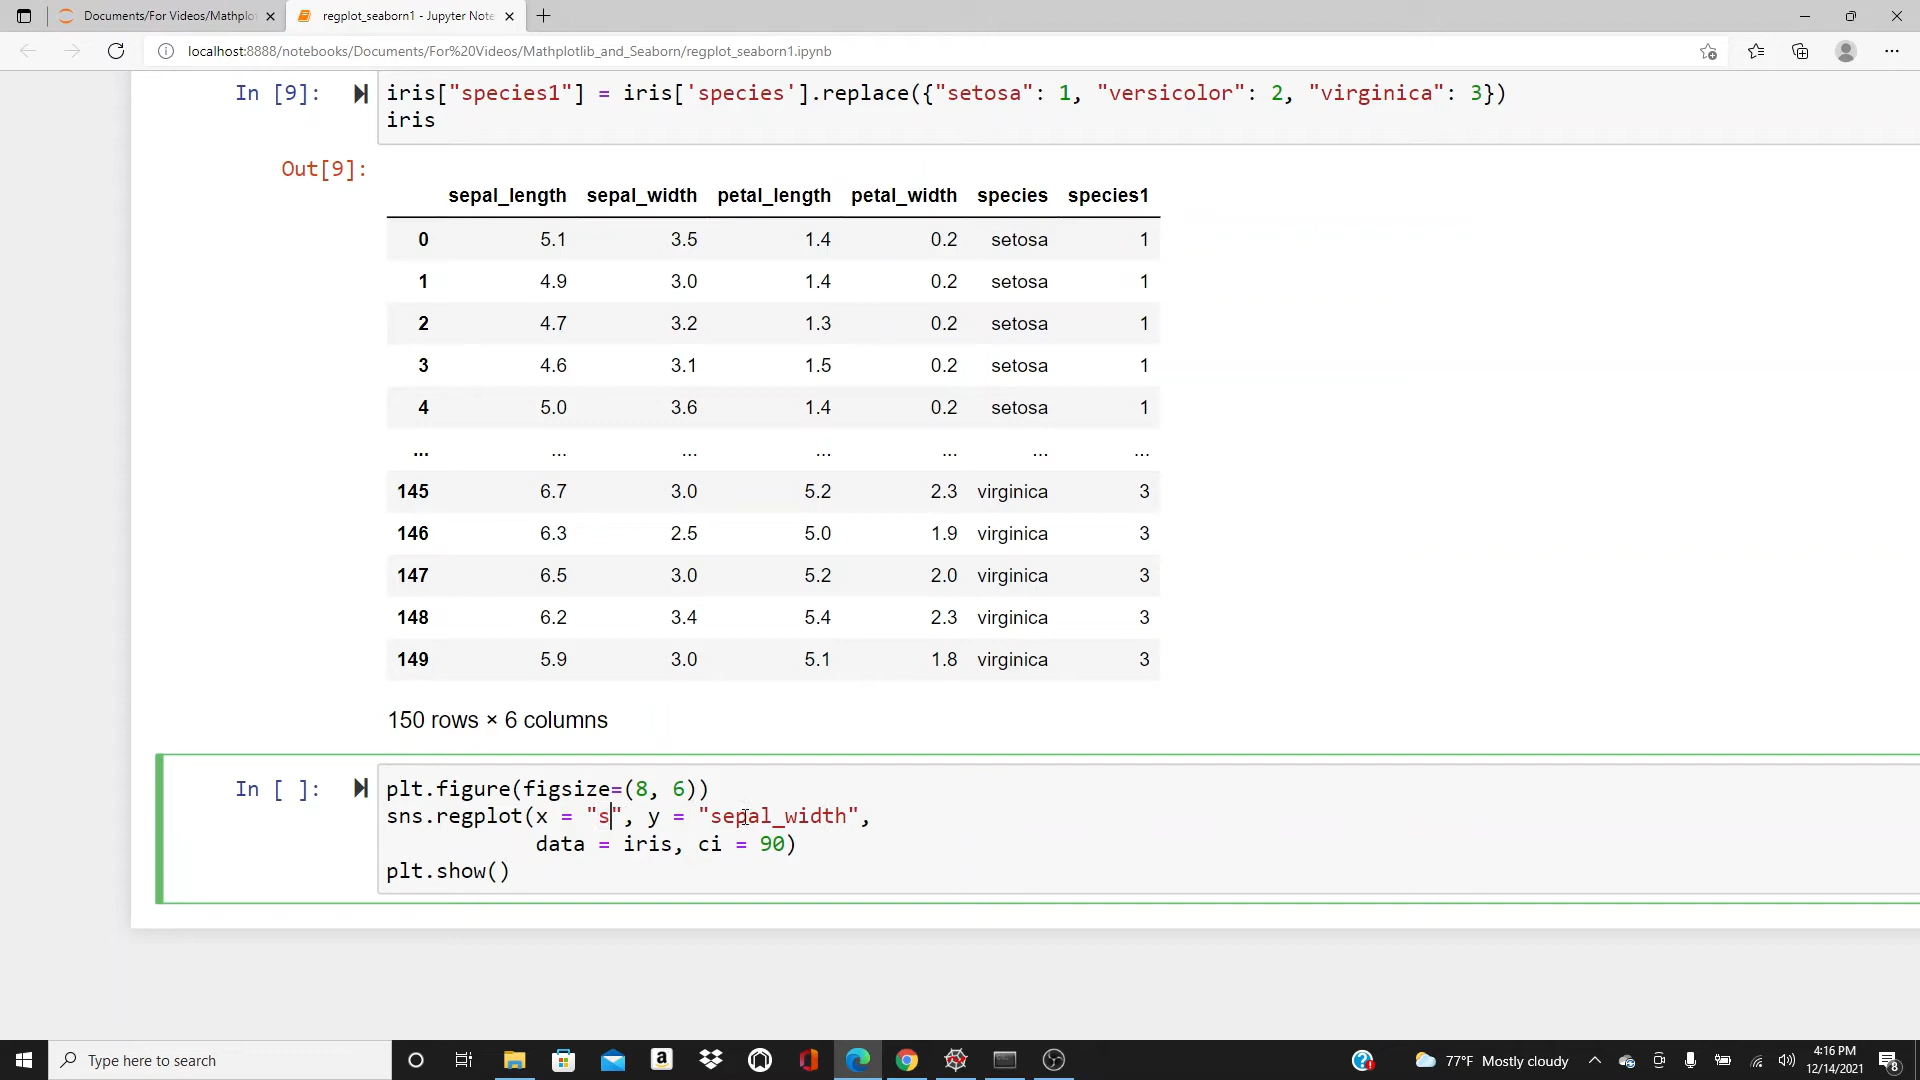 Documents/For Videos/Mathplot
regplot_seaborn1 - Jupyter Note
localhost:8888/notebooks/Documents/For%20Videos/Mathplotlib_and_Seaborn/regplot_seaborn1.ipynb
In [9]: iris["species1"] = iris['species'].replace({"setosa": 1, "versicolor": 2, "virginica": 3})
iris
Out[9]:
sepal_length sepal_width petal_length petal_width species species1
0 5.1 3.5 1.4 0.2 setosa 1
1 4.9 3.0 1.4 0.2 setosa 1
2 4.7 3.2 1.3 0.2 setosa 1
3 4.6 3.1 1.5 0.2 setosa 1
4 5.0 3.6 1.4 0.2 setosa 1
... ... ... ... ... ... ...
145 6.7 3.0 5.2 2.3 virginica 3
146 6.3 2.5 5.0 1.9 virginica 3
147 6.5 3.0 5.2 2.0 virginica 3
148 6.2 3.4 5.4 2.3 virginica 3
149 5.9 3.0 5.1 1.8 virginica 3
150 rows × 6 columns
In [ ]: plt.figure(figsize=(8, 6))
sns.regplot(x = "s", y = "sepal_width",
data = iris, ci = 90)
plt.show()
Type here to search
77°F Mostly cloudy
4:16 PM
12/14/2021
8